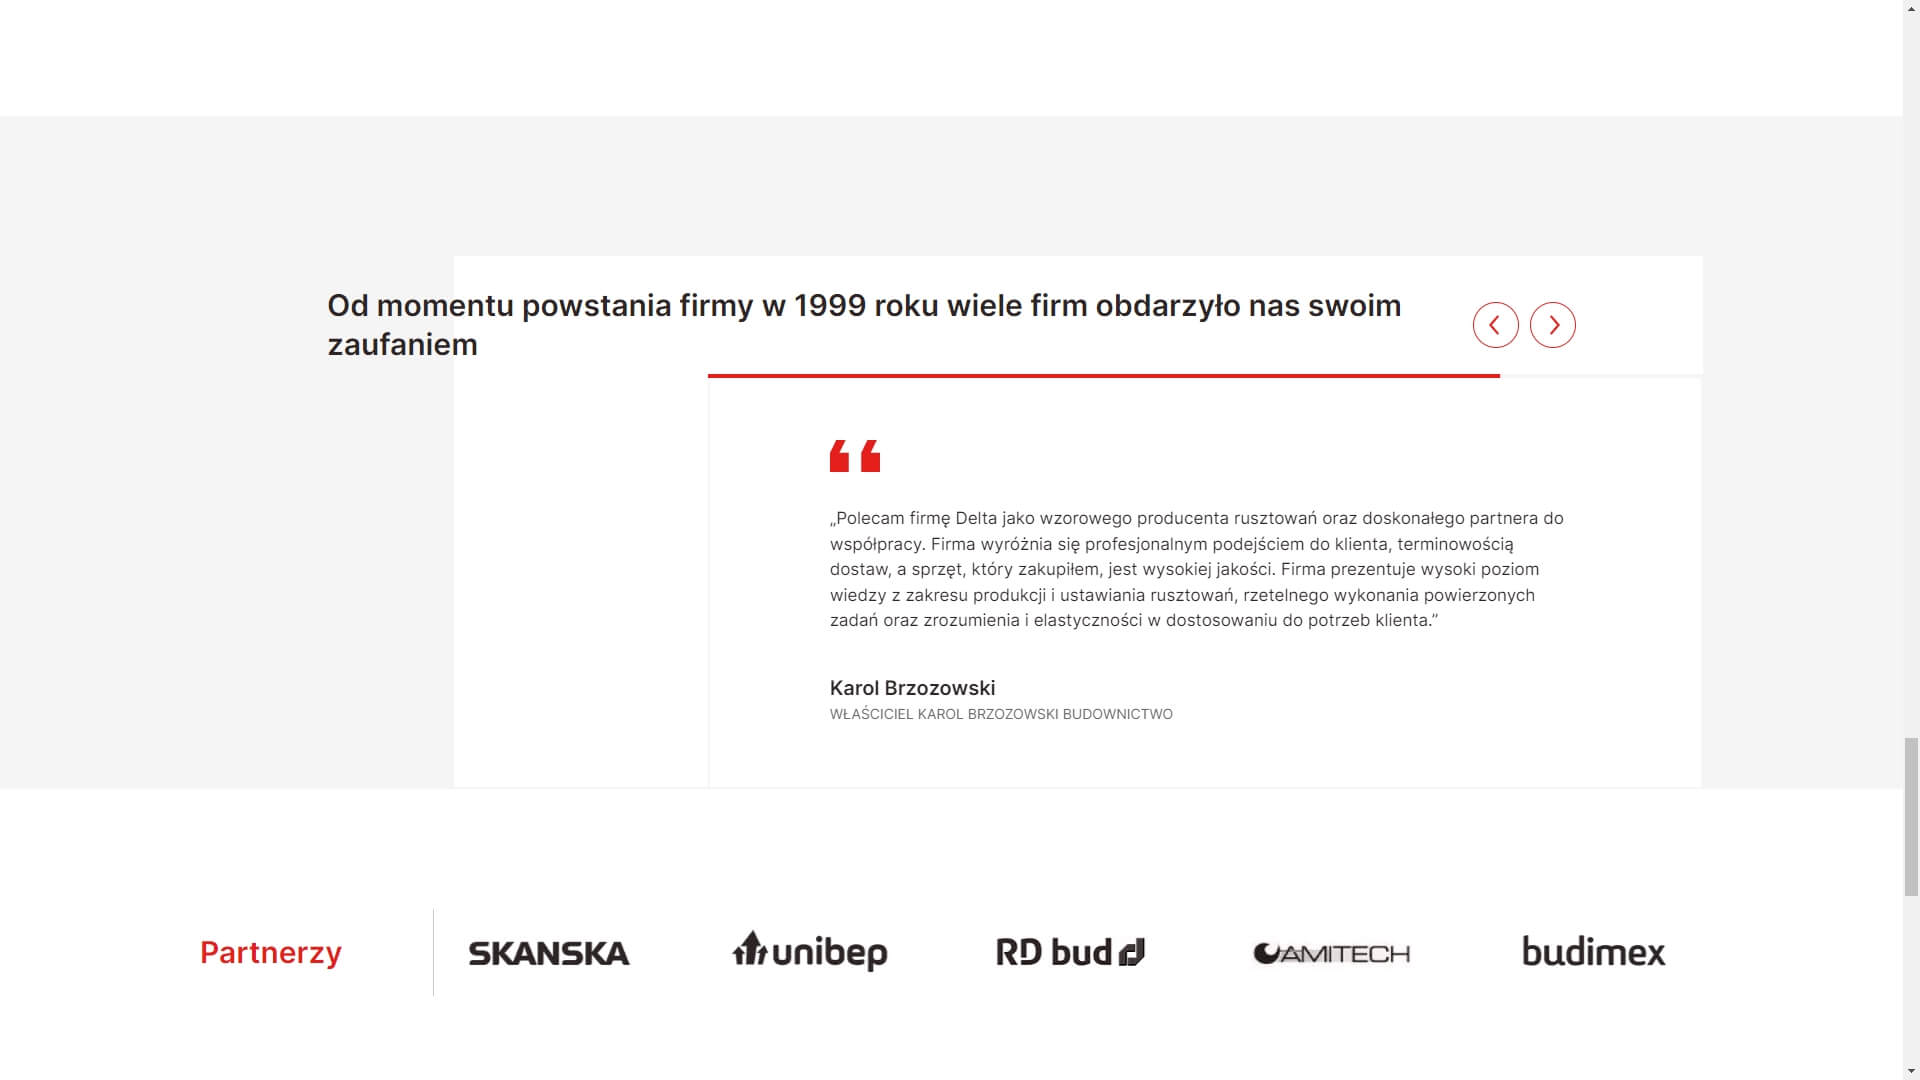 Od momentu powstania firmy w 1999 roku wiele firm obdarzyło nas swoim
zaufaniem
„Polecam firmę Delta jako wzorowego producenta rusztowań oraz doskonałego partnera do
współpracy. Firma wyróżnia się profesjonalnym podejściem do klienta, terminowością
dostaw, a sprzęt, który zakupiłem, jest wysokiej jakości. Firma prezentuje wysoki poziom
wiedzy z zakresu produkcji i ustawiania rusztowań, rzetelnego wykonania powierzonych
zadań oraz zrozumienia i elastyczności w dostosowaniu do potrzeb klienta.”
Karol Brzozowski
WŁAŚCICIEL KAROL BRZOZOWSKI BUDOWNICTWO
Partnerzy
SKANSKA
unibep
RD bud
AMITECH
budimex